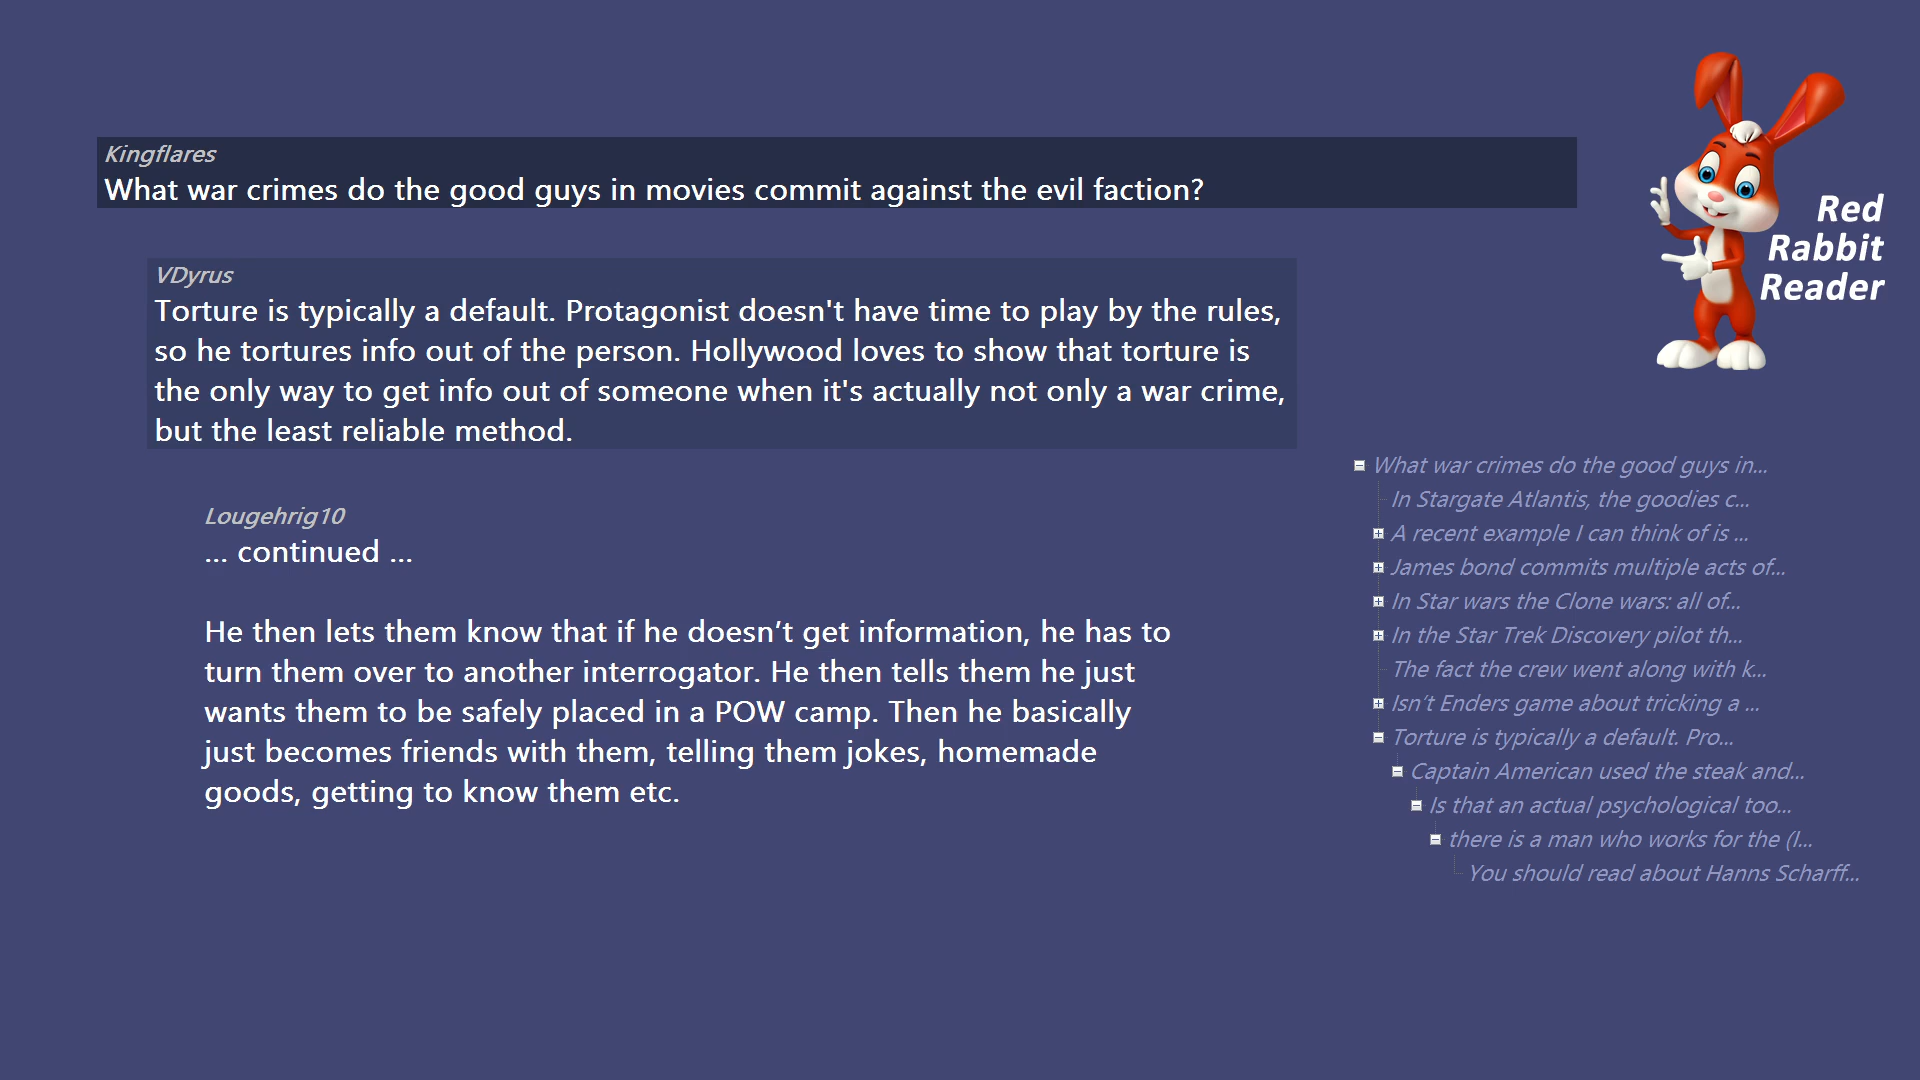 Kingflares
What war crimes do the good guys in movies commit against the evil faction?
VDyrus
Torture is typically a default. Protagonist doesn't have time to play by the rules,
so he tortures info out of the person. Hollywood loves to show that torture is
the only way to get info out of someone when it's actually not only a war crime,
but the least reliable method.
Lougehrig10
... continued ...
He then lets them know that if he doesn’t get information, he has to
turn them over to another interrogator. He then tells them he just
wants them to be safely placed in a POW camp. Then he basically
just becomes friends with them, telling them jokes, homemade
goods, getting to know them etc.
Red
Rabbit
Reader
What war crimes do the good guys in...
In Stargate Atlantis, the goodies c...
A recent example I can think of is ...
James bond commits multiple acts of...
In Star wars the Clone wars: all of...
In the Star Trek Discovery pilot th...
The fact the crew went along with k...
Isn’t Enders game about tricking a ...
Torture is typically a default. Pro...
Captain American used the steak and...
Is that an actual psychological too...
there is a man who works for the (I...
You should read about Hanns Scharff...